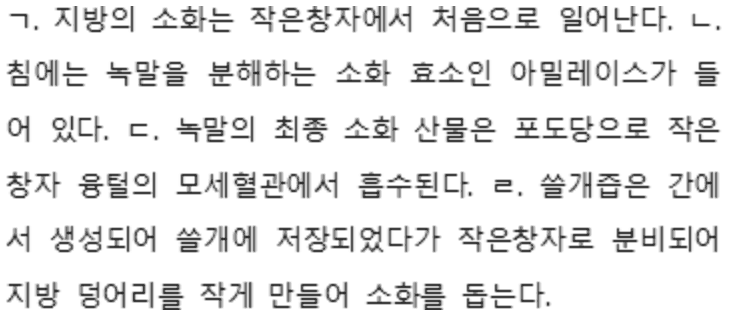 ㄱ. 지방의 소화는 작은창자에서 처음으로 일어난다. ㄴ.
침에는 녹말을 분해하는 소화 효소인 아밀레이스가 들
어 있다. ㄷ. 녹말의 최종 소화 산물은 포도당으로 작은
창자 융털의 모세혈관에서 흡수된다. ㄹ. 쓸개즙은 간에
서 생성되어 쓸개에 저장되었다가 작은창자로 분비되어
지방 덩어리를 작게 만들어 소화를 돕는다.